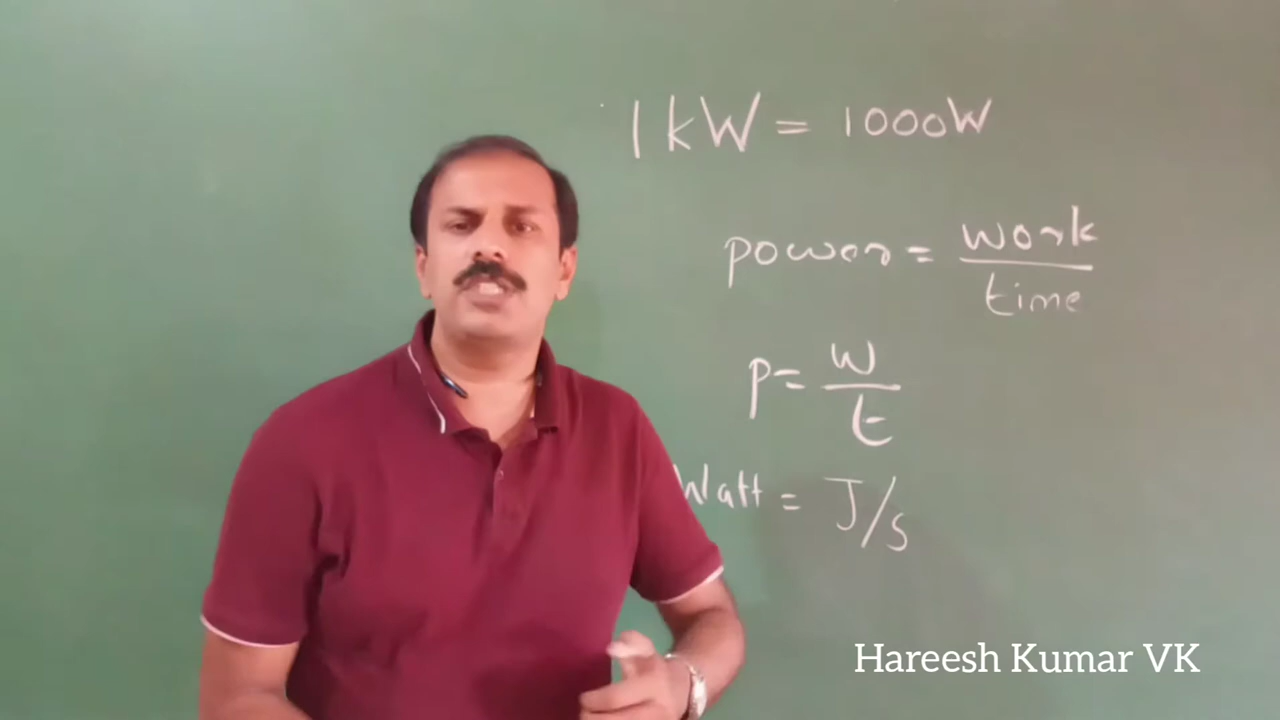 1 kW = 1000W
power = work/time
P = W/t
Watt = J/s
Hareesh Kumar VK